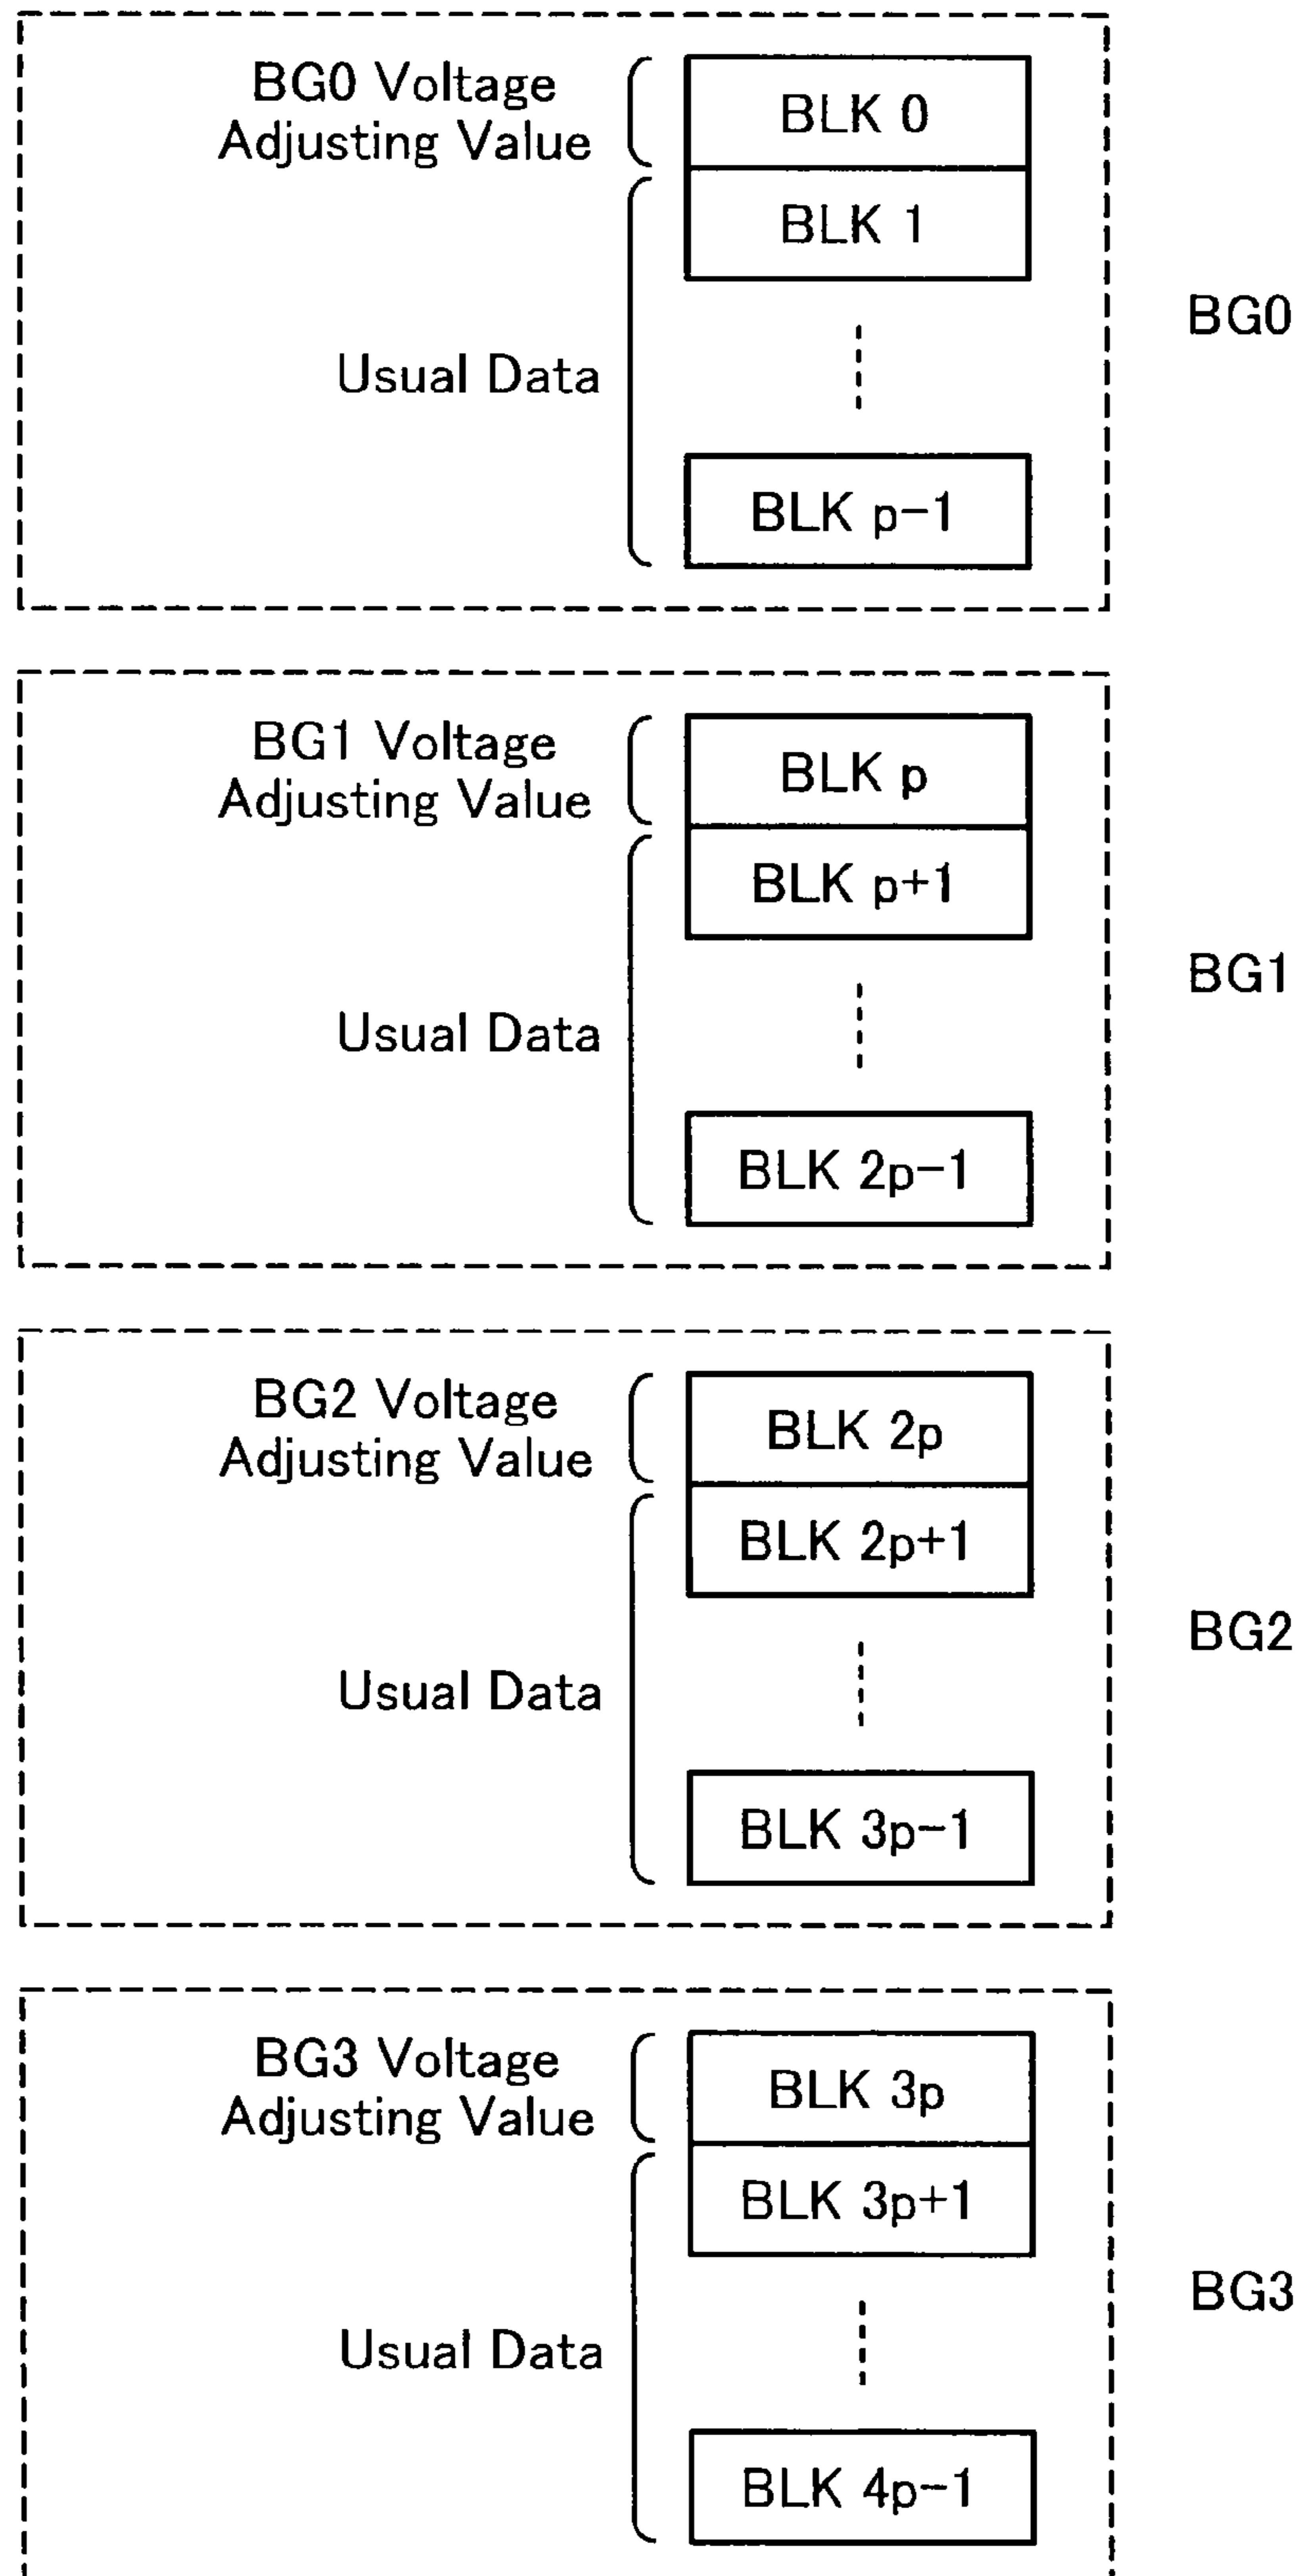 BG0 Voltage
Adjusting Value
BLK 0
BLK 1
BG0
Usual Data
BLK p-1
BG1 Voltage
Adjusting Value
BLK p
BLK p+1
BG1
Usual Data
BLK 2p-1
BG2 Voltage
Adjusting Value
BLK 2p
BLK 2p+1
BG2
Usual Data
BLK 3p-1
BG3 Voltage
Adjusting Value
BLK 3p
BLK 3p+1
BG3
Usual Data
BLK 4p-1